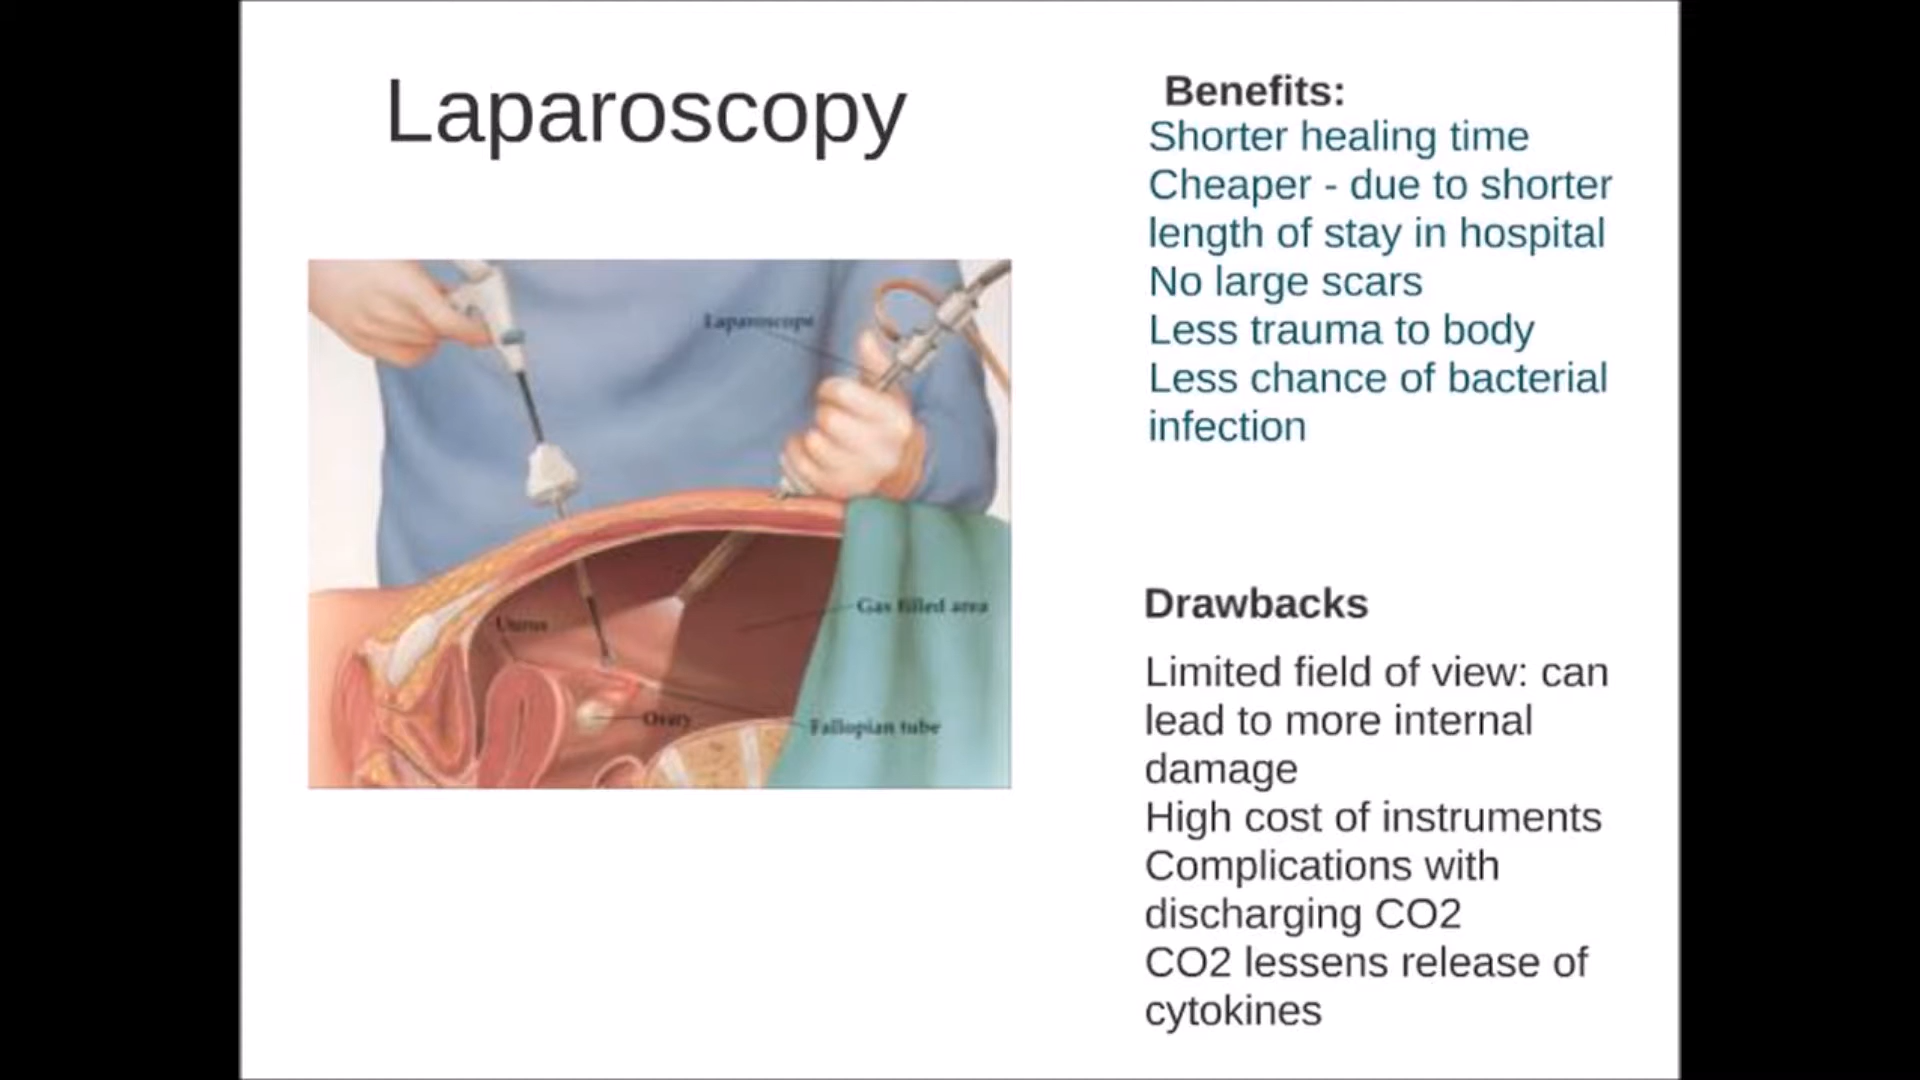 Laparoscopy
Laparoscope
Gas filled area
Uterus
Ovary
Fallopian tube
Benefits:
Shorter healing time
Cheaper - due to shorter
length of stay in hospital
No large scars
Less trauma to body
Less chance of bacterial
infection
Drawbacks
Limited field of view: can
lead to more internal
damage
High cost of instruments
Complications with
discharging CO2
CO2 lessens release of
cytokines